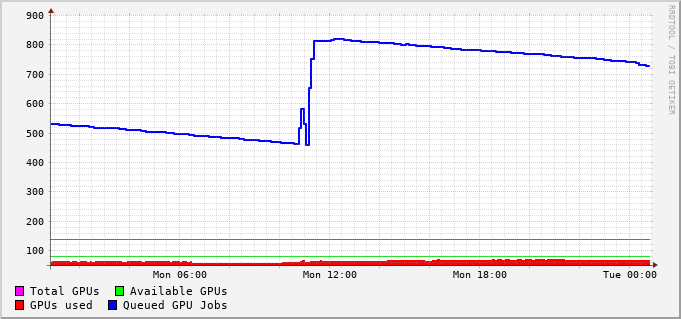 900
800
700
600
500
400
300
200
100
Mon 06:00 Mon 12:00 Mon 18:00 Tue 00:00
Total GPUs Available GPUs
GPUs used Queued GPU Jobs
RRDTOOL / TOBI OETIKER